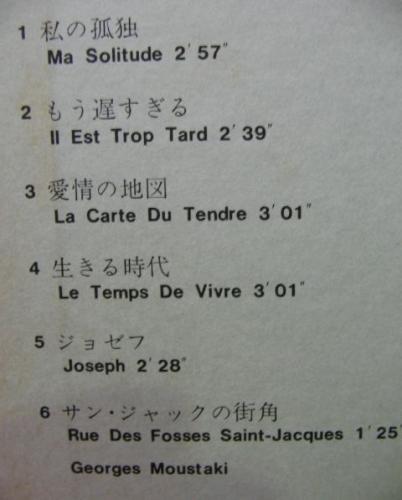 1 私の孤独
Ma Solitude 2′57″
2 もう遅すぎる
Il Est Trop Tard 2′39″
3 愛情の地図
La Carte Du Tendre 3′01″
4 生きる時代
Le Temps De Vivre 3′01″
5 ジョゼフ
Joseph 2′28″
6 サン・ジャックの街角
Rue Des Fosses Saint-Jacques 1′25″
Georges Moustaki